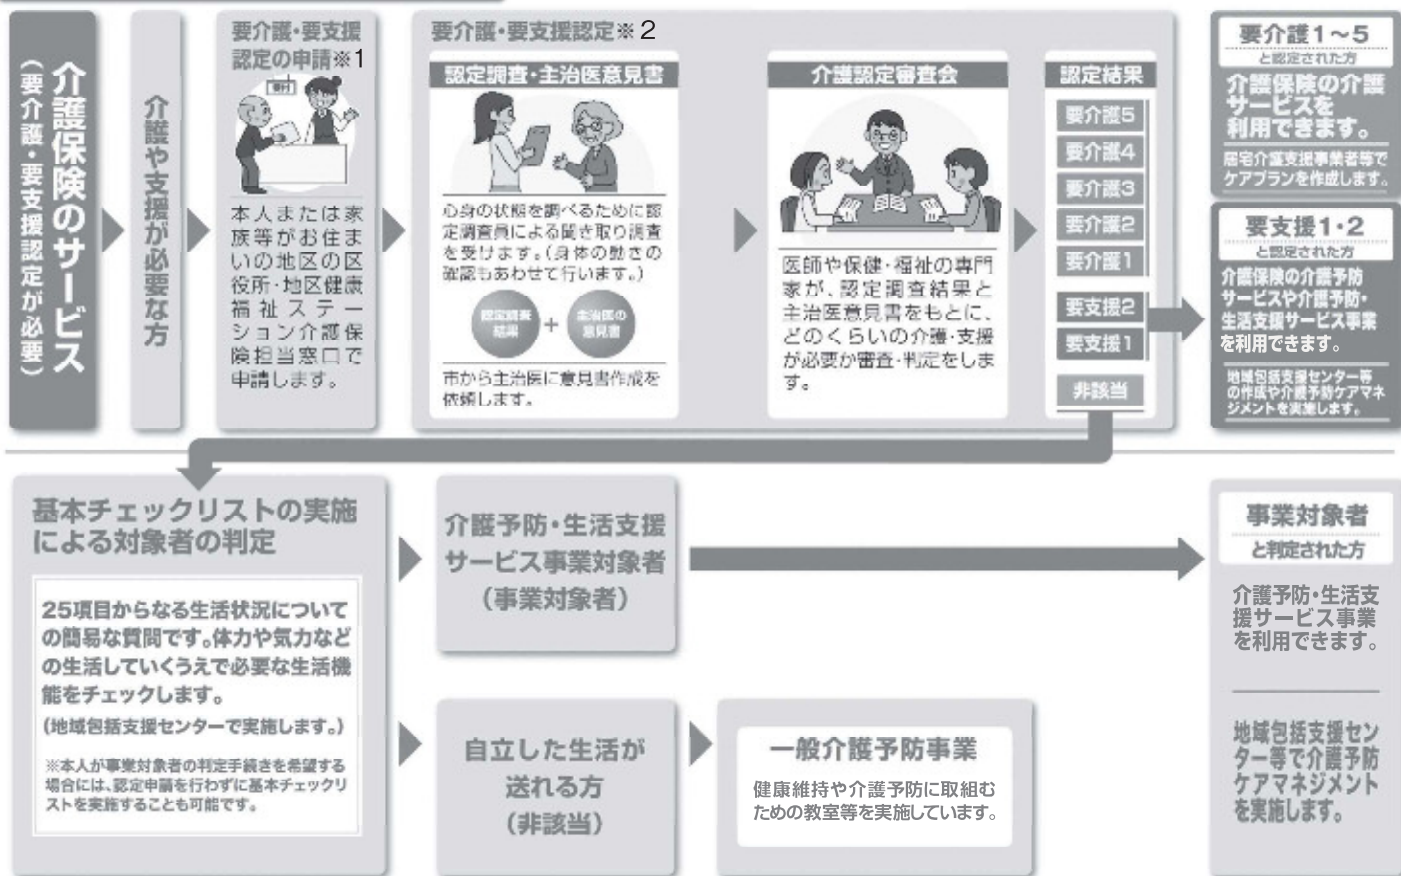 介護保険のサービス
（要介護・要支援認定が必要）
介護や支援が必要な方
要介護・要支援
認定の申請※1
受付
本人または家
族等がお住ま
いの地区の区
役所・地区健康
福祉ステー
ション介護保
険担当窓口で
申請します。
要介護・要支援認定※2
認定調査・主治医意見書
心身の状態を調べるために認
定調査員による聞き取り調査
を受けます。（身体の動きの
確認もあわせて行います。）
認定調査
結果
+
主治医の
意見書
市から主治医に意見書作成を
依頼します。
介護認定審査会
医師や保健・福祉の専門
家が、認定調査結果と
主治医意見書をもとに、
どのくらいの介護・支援
が必要か審査・判定をしま
す。
認定結果
要介護5
要介護4
要介護3
要介護2
要介護1
要支援2
要支援1
非該当
要介護1～5
と認定された方
介護保険の介護
サービスを
利用できます。
居宅介護支援事業者等で
ケアプランを作成します。
要支援1・2
と認定された方
介護保険の介護予防
サービスや介護予防・
生活支援サービス事業
を利用できます。
地域包括支援センター等
の作成や介護予防ケアマネ
ジメントを実施します。
基本チェックリストの実施
による対象者の判定
25項目からなる生活状況について
の簡易な質問です。体力や気力など
の生活していくうえで必要な生活機
能をチェックします。
（地域包括支援センターで実施します。）
※本人が事業対象者の判定手続きを希望する
場合には、認定申請を行わずに基本チェックリ
ストを実施することも可能です。
介護予防・生活支援
サービス事業対象者
（事業対象者）
自立した生活が
送れる方
（非該当）
一般介護予防事業
健康維持や介護予防に取組む
ための教室等を実施しています。
事業対象者
と判定された方
介護予防・生活支
援サービス事業
を利用できます。
地域包括支援セン
ター等で介護予防
ケアマネジメント
を実施します。